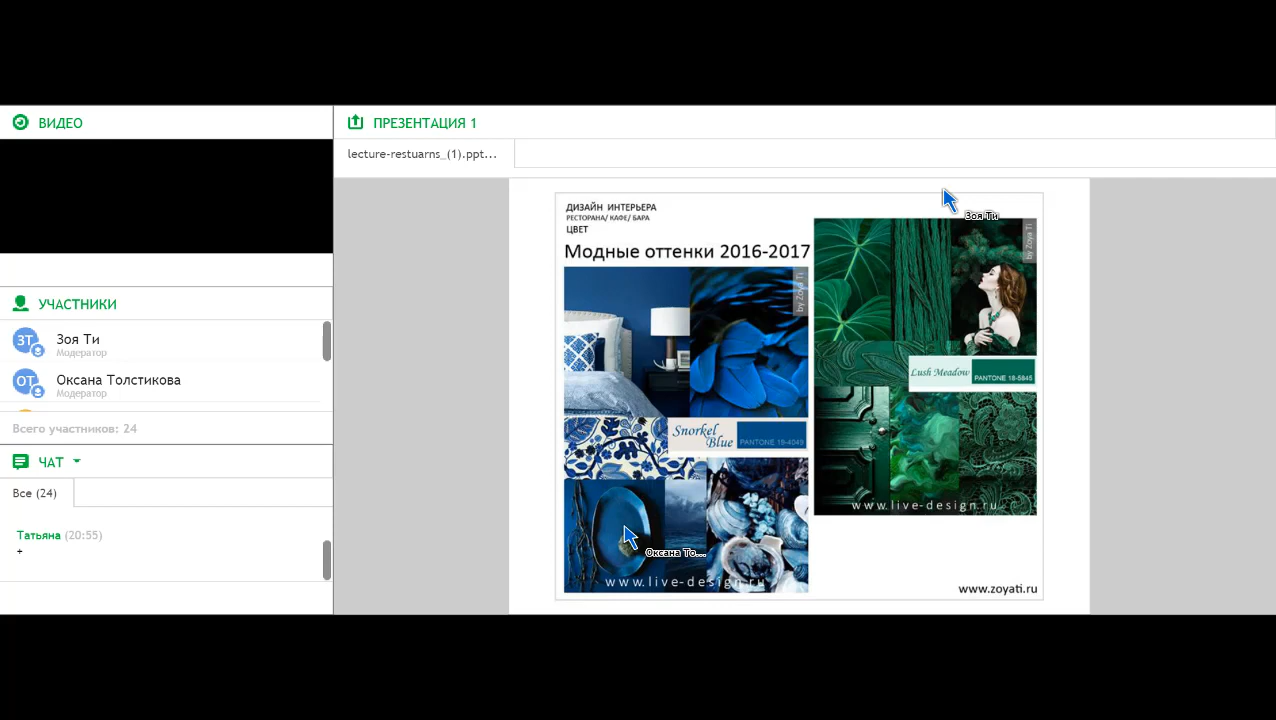 ВИДЕО
УЧАСТНИКИ
ЗТ
Зоя Ти
Модератор
ОТ
Оксана Толстикова
Модератор
Всего участников: 24
ЧАТ
Все (24)
Татьяна (20:55)
+
ПРЕЗЕНТАЦИЯ 1
lecture-restuarns_(1).ppt...
Зоя Ти
ДИЗАЙН ИНТЕРЬЕРА
РЕСТОРАНА/ КАФЕ/ БАРА
ЦВЕТ
Модные оттенки 2016-2017
by Zoya Ti
by Zoya Ti
Snorkel
Blue
PANTONE 19-4049
Lush Meadow
PANTONE 18-5845
www.live-design.ru
Оксана То...
www.live-design.ru
www.zoyati.ru